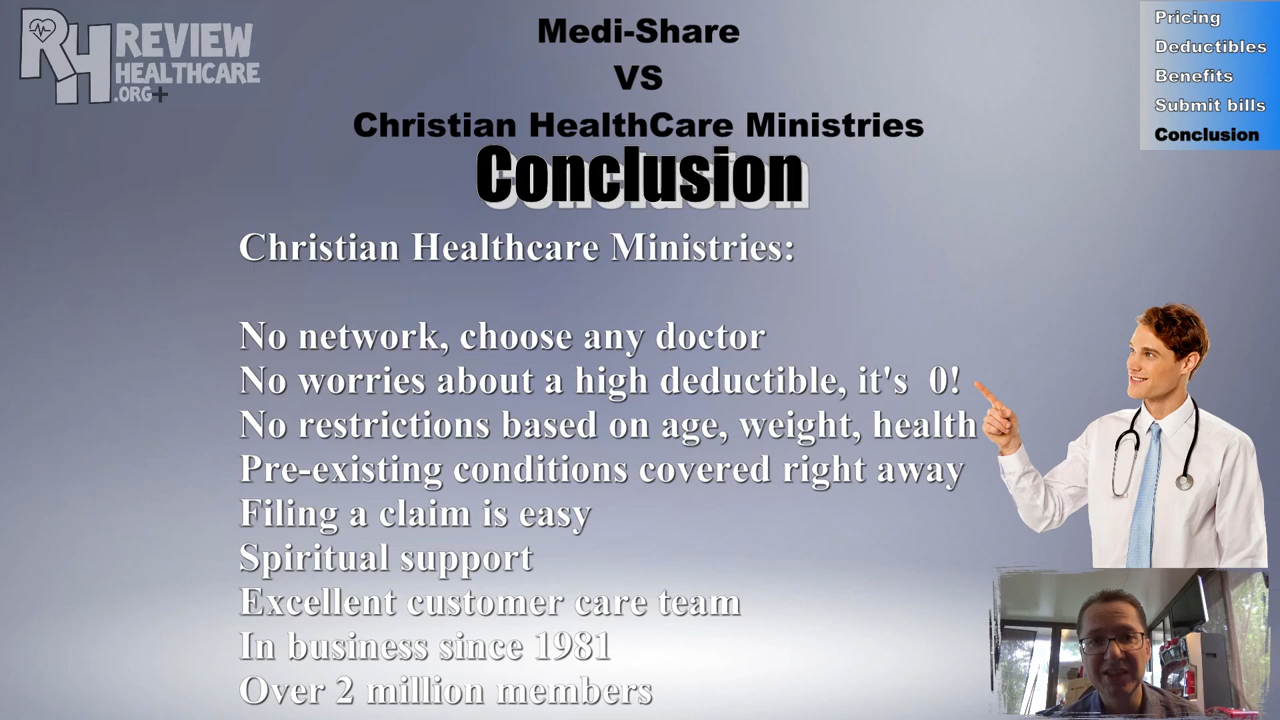 RH REVIEW
HEALTHCARE
.ORG+
Medi-Share
VS
Christian HealthCare Ministries
Conclusion
Pricing
Deductibles
Benefits
Submit bills
Conclusion
Christian Healthcare Ministries:
No network, choose any doctor
No worries about a high deductible, it's 0!
No restrictions based on age, weight, health
Pre-existing conditions covered right away
Filing a claim is easy
Spiritual support
Excellent customer care team
In business since 1981
Over 2 million members